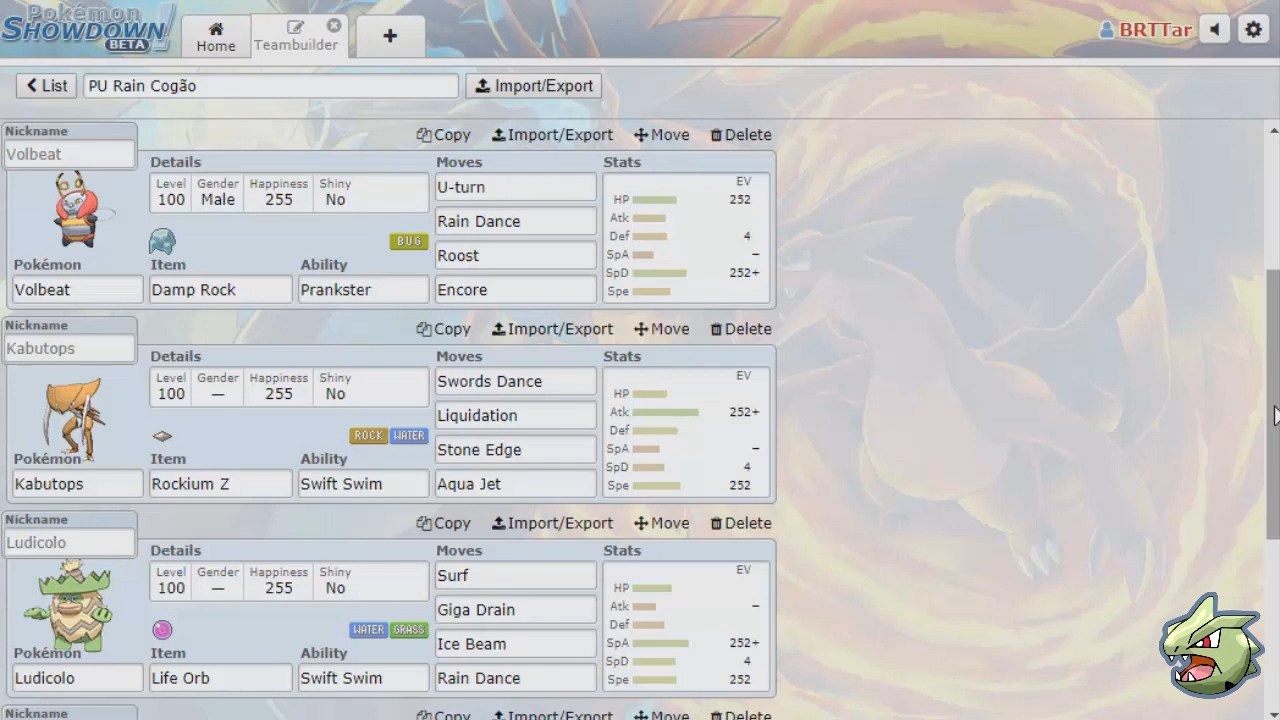 Pokémon
SHOWDOWN!
BETA
Home
Teambuilder
+
BRTTar
List
PU Rain Cogão
Import/Export
Copy Import/Export Move Delete
Nickname
Volbeat
Details Moves Stats
Level Gender Happiness Shiny
100 Male 255 No
U-turn
Rain Dance
Roost
Encore
EV
HP 252
Atk
Def 4
SpA –
SpD 252+
Spe
BUG
Pokémon Item Ability
Volbeat Damp Rock Prankster
Copy Import/Export Move Delete
Nickname
Kabutops
Details Moves Stats
Level Gender Happiness Shiny
100 — 255 No
Swords Dance
Liquidation
Stone Edge
Aqua Jet
EV
HP
Atk 252+
Def
SpA –
SpD 4
Spe 252
ROCK WATER
Pokémon Item Ability
Kabutops Rockium Z Swift Swim
Copy Import/Export Move Delete
Nickname
Ludicolo
Details Moves Stats
Level Gender Happiness Shiny
100 — 255 No
Surf
Giga Drain
Ice Beam
Rain Dance
EV
HP
Atk –
Def
SpA 252+
SpD 4
Spe 252
WATER GRASS
Pokémon Item Ability
Ludicolo Life Orb Swift Swim
Copy Import/Export Move Delete
Nickname